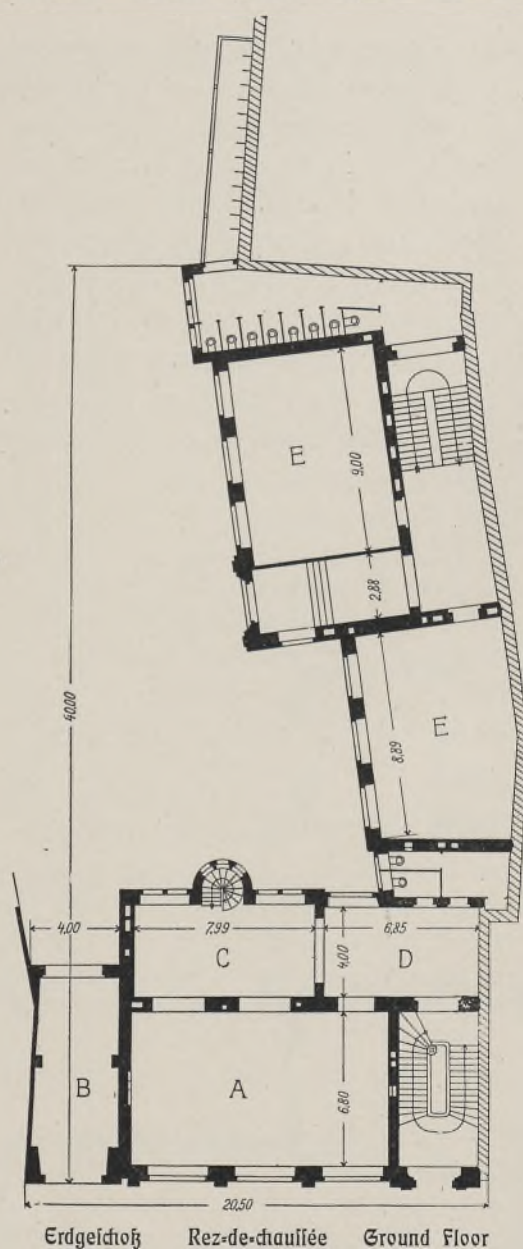 E
9,00
2,88
40,00
E
8,89
4,00
7,99
6,85
C
4,00
D
B
A
6,80
20,50
Erdgeſchoß Rez=de=chauſſée Ground Floor